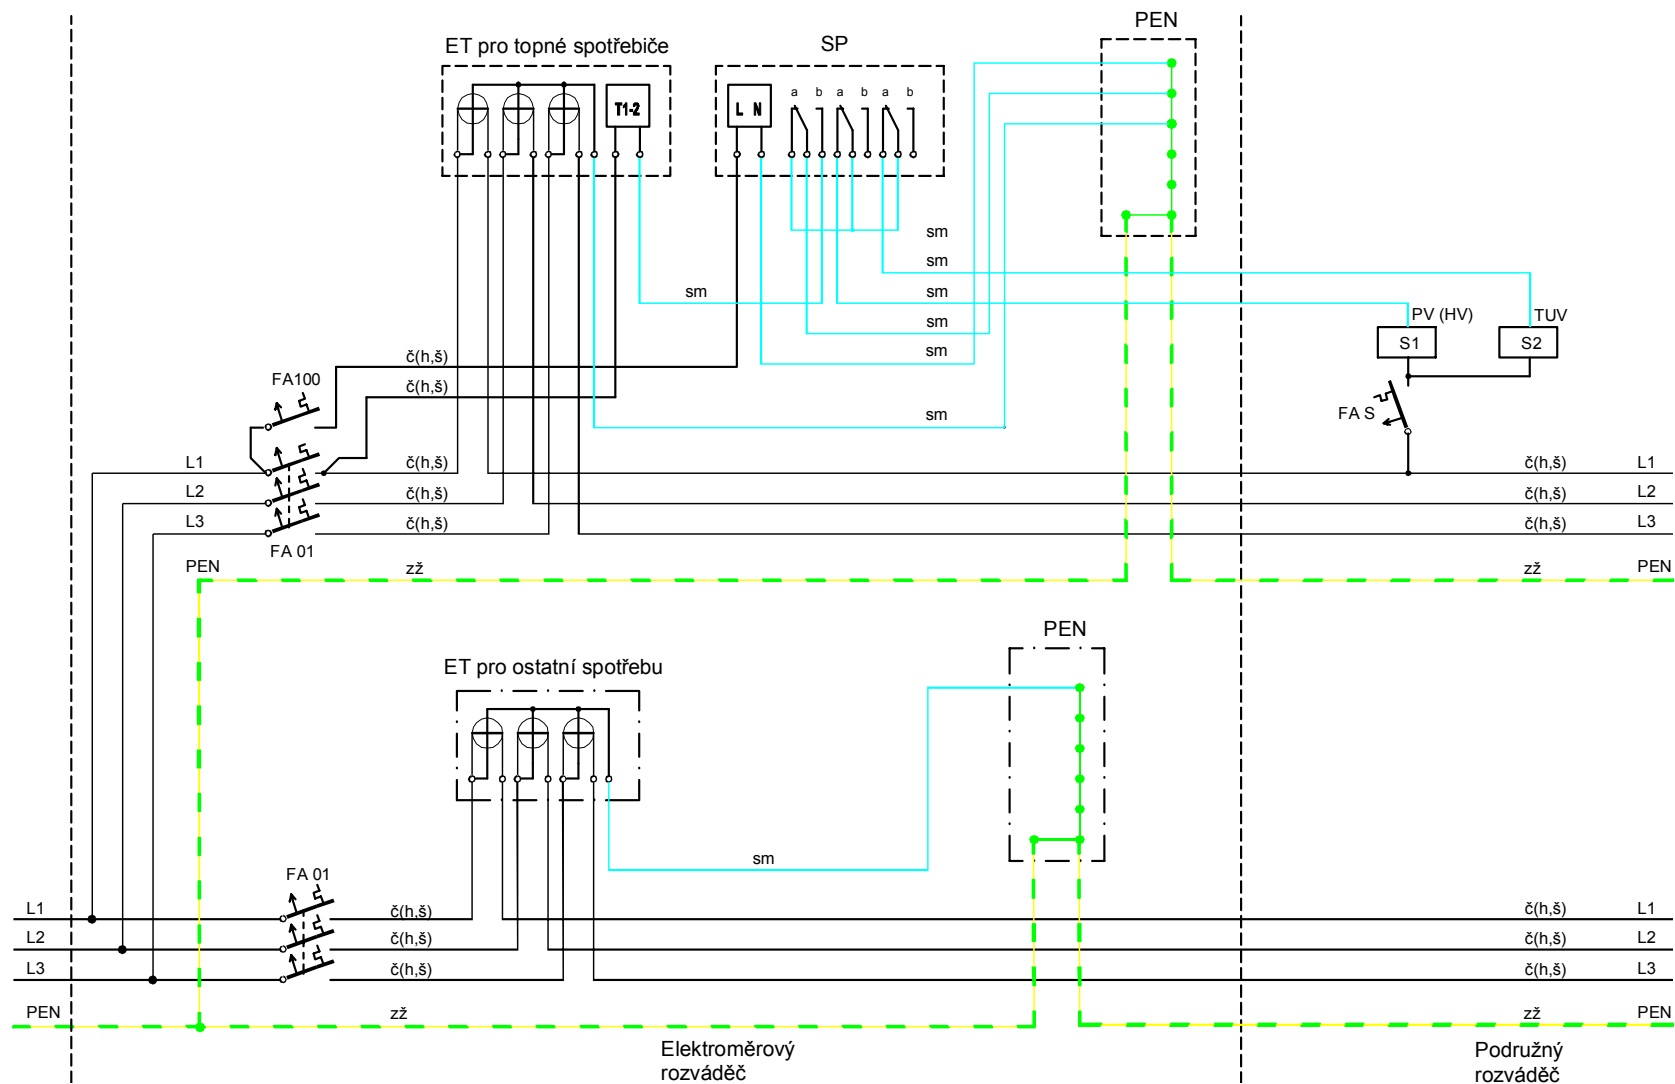 PEN
ET pro topné spotřebiče
SP
T1-2
L N
a b a b a b
sm
sm
sm
sm
sm
sm
PV (HV)
TUV
S1
S2
č(h,š)
FA100
č(h,š)
sm
FA S
L1
č(h,š)
č(h,š)
L1
L2
č(h,š)
č(h,š)
L2
L3
č(h,š)
č(h,š)
L3
FA 01
PEN
zž
zž
PEN
PEN
ET pro ostatní spotřebu
sm
FA 01
L1
č(h,š)
č(h,š)
L1
L2
č(h,š)
č(h,š)
L2
L3
č(h,š)
č(h,š)
L3
PEN
zž
zž
PEN
Elektroměrový
rozváděč
Podružný
rozváděč